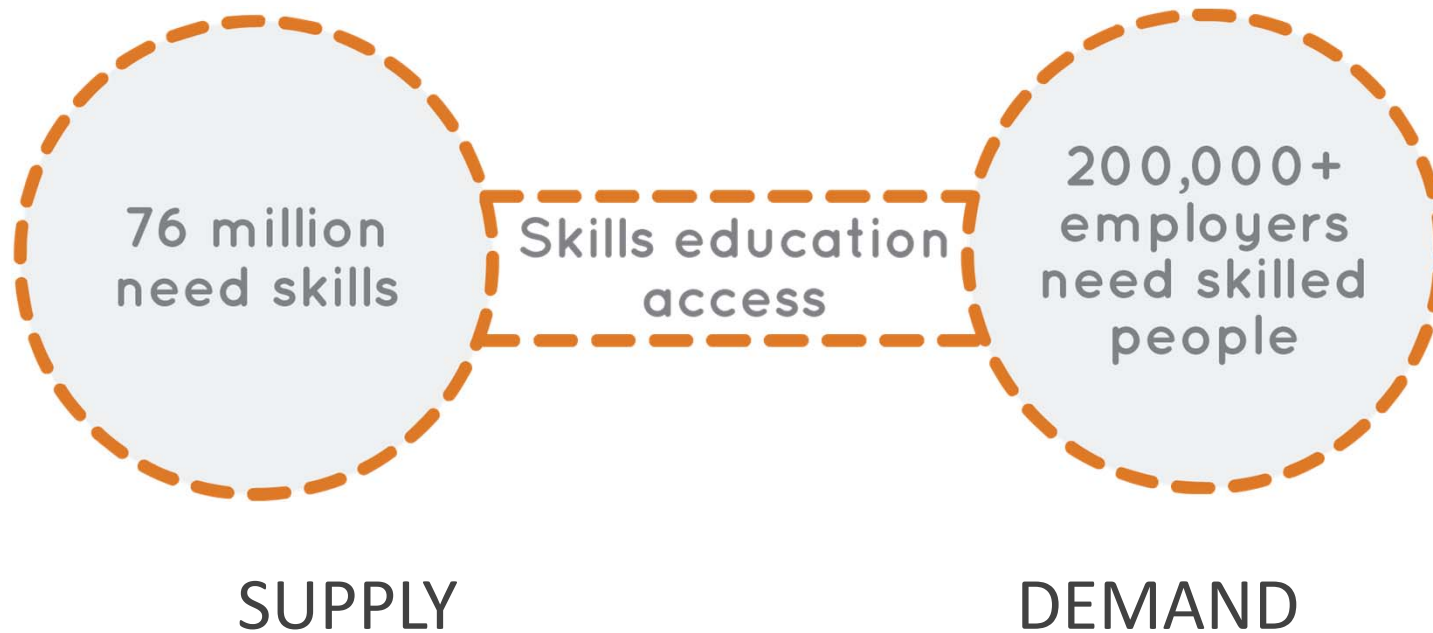 76 million
need skills
Skills education
access
200,000+
employers
need skilled
people
SUPPLY
DEMAND